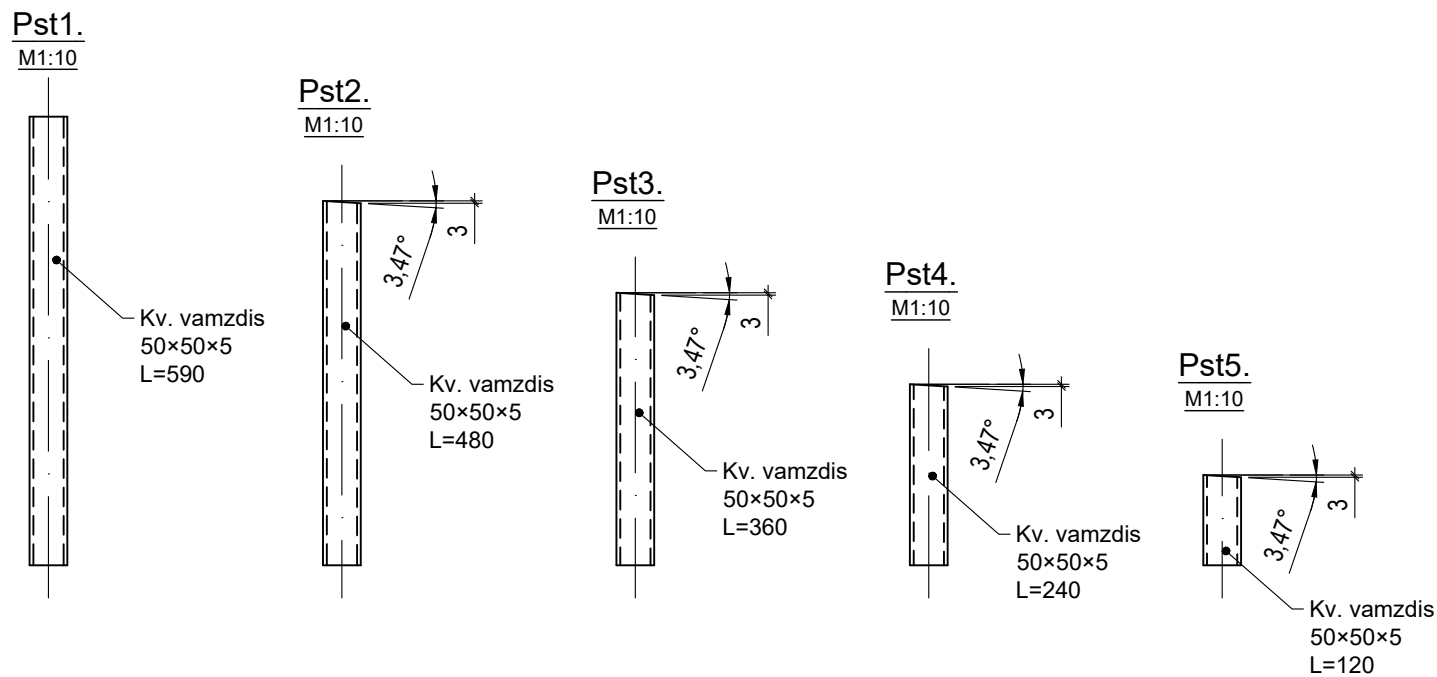 Pst1.
M1:10
Kv. vamzdis
50×50×5
L=590
Pst2.
M1:10
3,47°
3
Kv. vamzdis
50×50×5
L=480
Pst3.
M1:10
3,47°
3
Kv. vamzdis
50×50×5
L=360
Pst4.
M1:10
3,47°
3
Kv. vamzdis
50×50×5
L=240
Pst5.
M1:10
3,47°
3
Kv. vamzdis
50×50×5
L=120